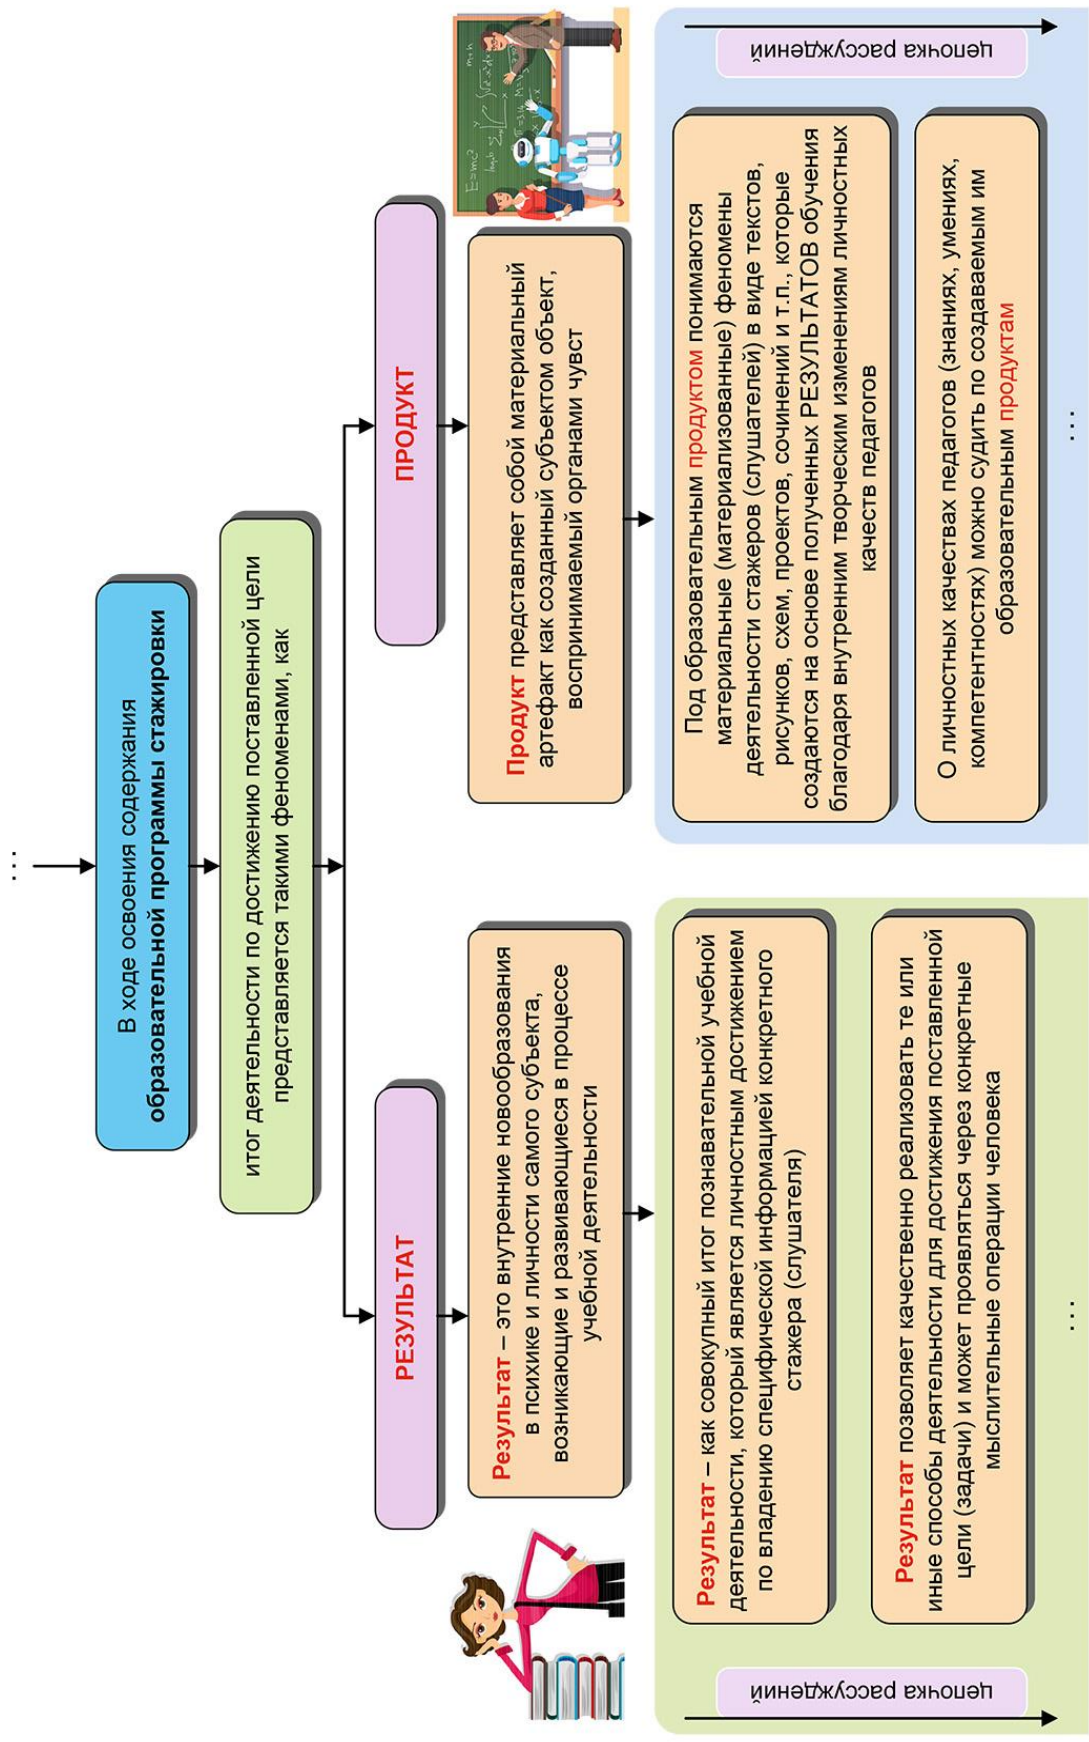 ...
В ходе освоения содержания
образовательной программы стажировки
итог деятельности по достижению поставленной цели
представляется такими феноменами, как
РЕЗУЛЬТАТ
Результат – это внутренние новообразования
в психике и личности самого субъекта,
возникающие и развивающиеся в процессе
учебной деятельности
цепочка рассуждений
Результат – как совокупный итог познавательной учебной
деятельности, который является личностным достижением
по владению специфической информацией конкретного
стажера (слушателя)
Результат позволяет качественно реализовать те или
иные способы деятельности для достижения поставленной
цели (задачи) и может проявляться через конкретные
мыслительные операции человека
...
ПРОДУКТ
Продукт представляет собой материальный
артефакт как созданный субъектом объект,
воспринимаемый органами чувст
E=mc²
m+h
Под образовательным продуктом понимаются
материальные (материализованные) феномены
деятельности стажеров (слушателей) в виде текстов,
рисунков, схем, проектов, сочинений и т.п., которые
создаются на основе полученных РЕЗУЛЬТАТОВ обучения
благодаря внутренним творческим изменениям личностных
качеств педагогов
О личностных качествах педагогов (знаниях, умениях,
компетентностях) можно судить по создаваемым им
образовательным продуктам
...
цепочка рассуждений